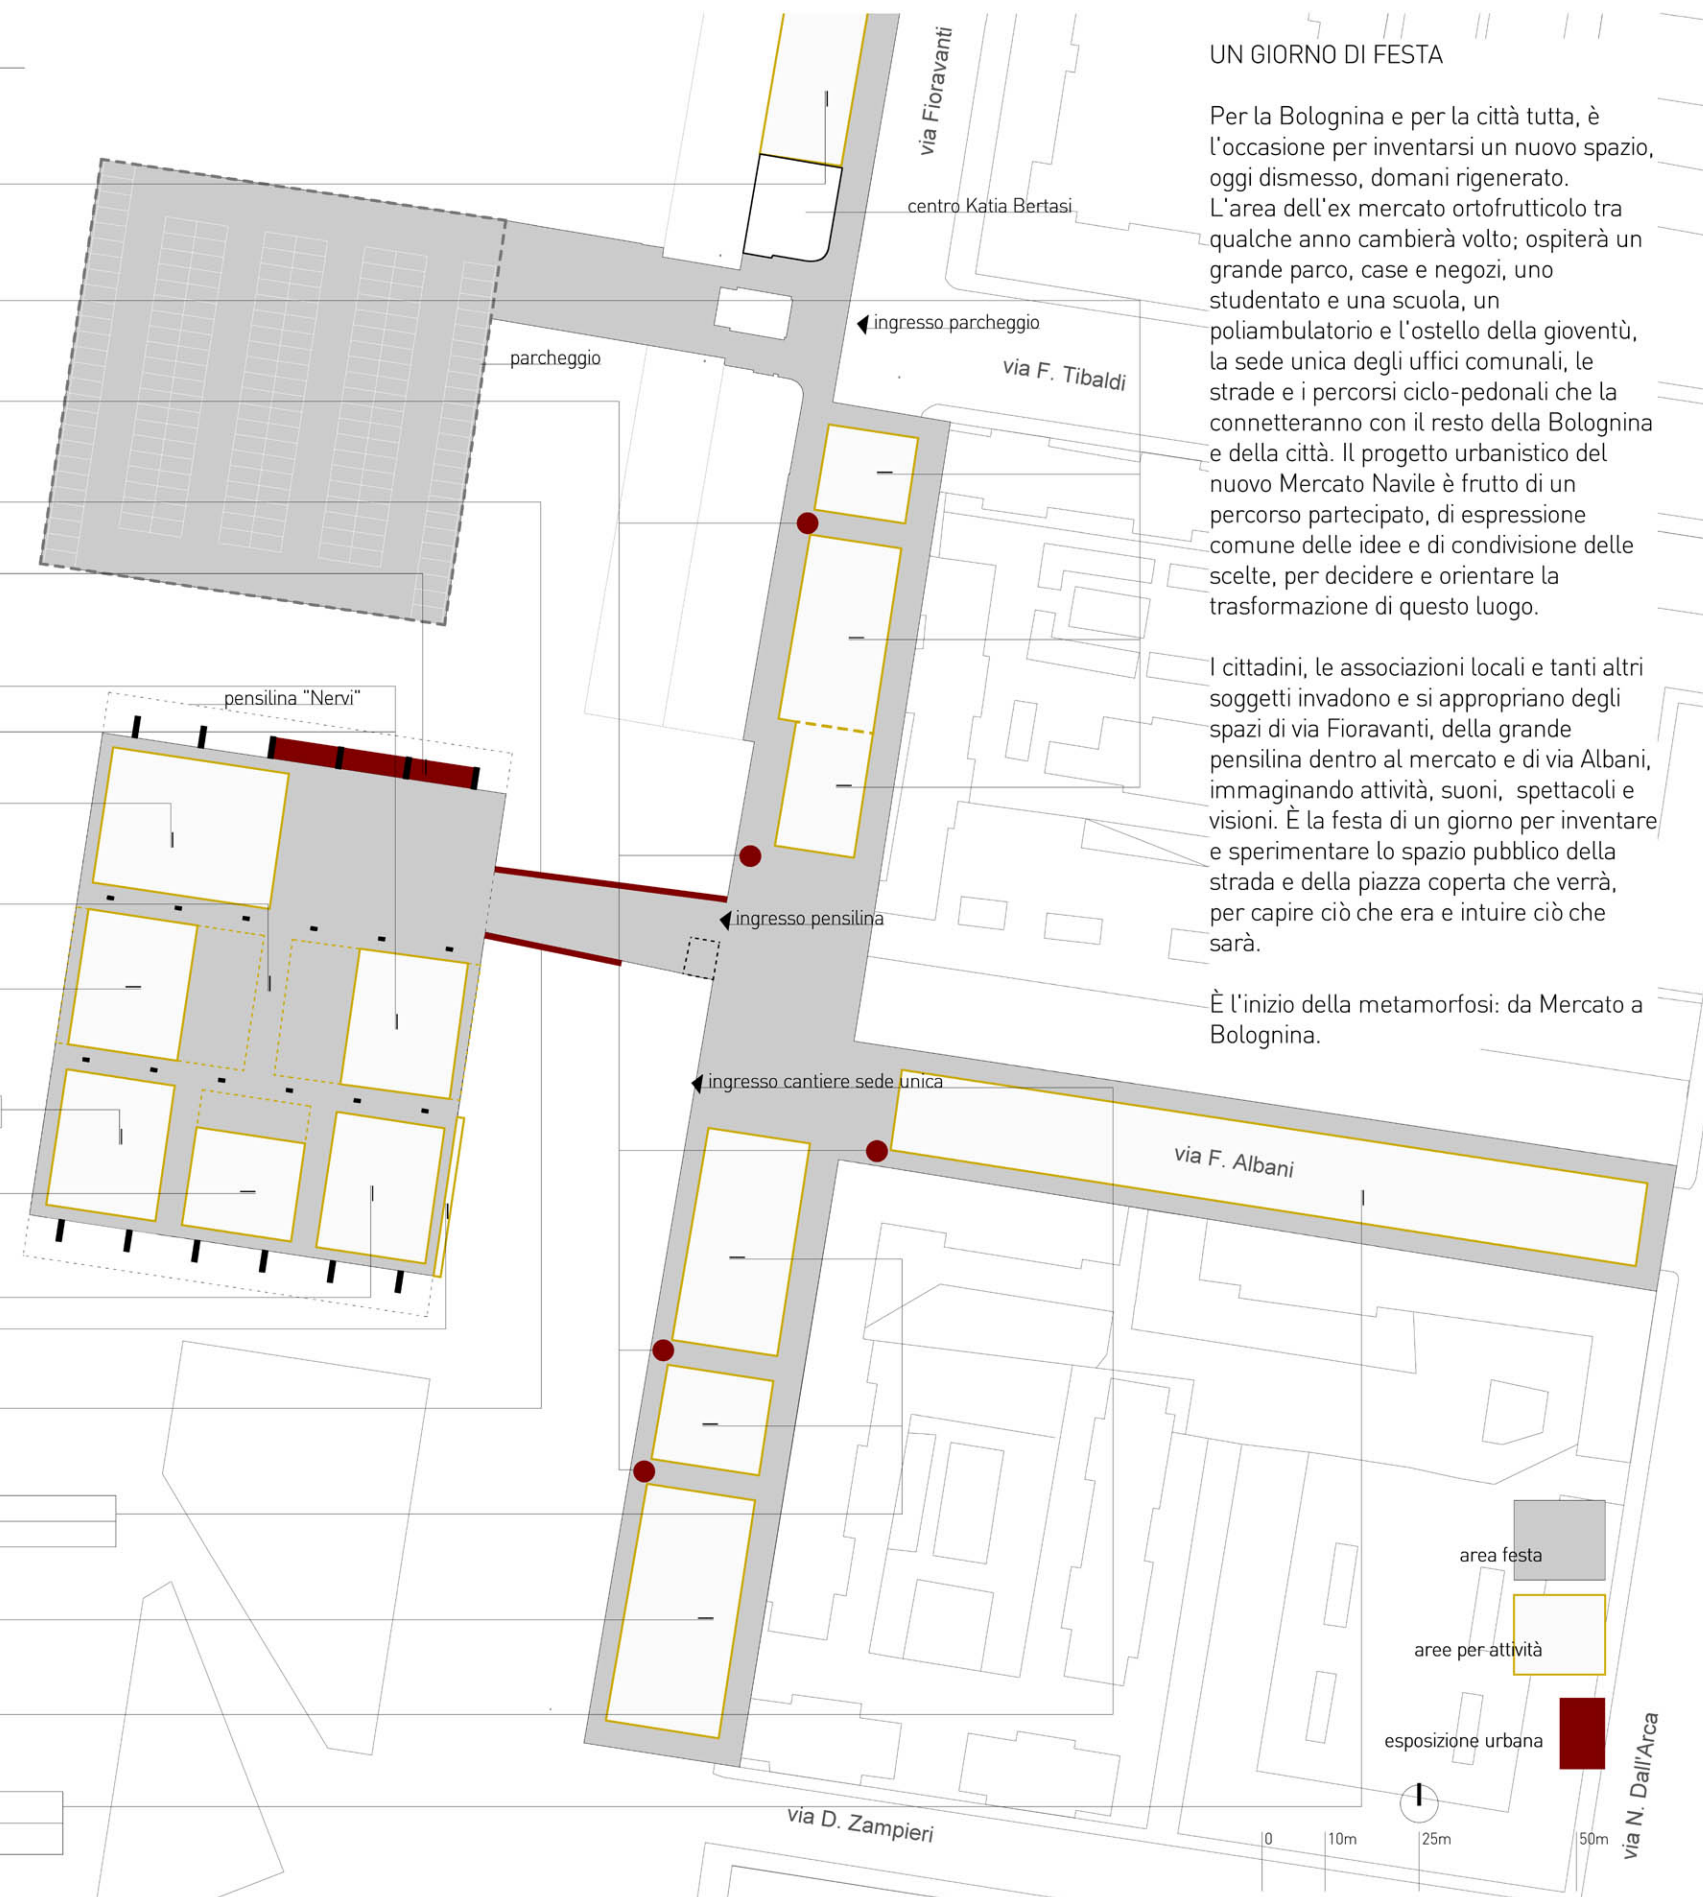 UN GIORNO DI FESTA
Per la Bolognina e per la città tutta, è
l'occasione per inventarsi un nuovo spazio,
oggi dismesso, domani rigenerato.
L'area dell'ex mercato ortofrutticolo tra
qualche anno cambierà volto; ospiterà un
grande parco, case e negozi, uno
studentato e una scuola, un
poliambulatorio e l'ostello della gioventù,
la sede unica degli uffici comunali, le
strade e i percorsi ciclo-pedonali che la
connetteranno con il resto della Bolognina
e della città. Il progetto urbanistico del
nuovo Mercato Navile è frutto di un
percorso partecipato, di espressione
comune delle idee e di condivisione delle
scelte, per decidere e orientare la
trasformazione di questo luogo.
I cittadini, le associazioni locali e tanti altri
soggetti invadono e si appropriano degli
spazi di via Fioravanti, della grande
pensilina dentro al mercato e di via Albani,
immaginando attività, suoni, spettacoli e
visioni. È la festa di un giorno per inventare
e sperimentare lo spazio pubblico della
strada e della piazza coperta che verrà,
per capire ciò che era e intuire ciò che
sarà.
È l'inizio della metamorfosi: da Mercato a
Bolognina.
via Fioravanti
centro Katia Bertasi
ingresso parcheggio
parcheggio
via F. Tibaldi
pensilina "Nervi"
ingresso pensilina
ingresso cantiere sede unica
via F. Albani
area festa
aree per attività
esposizione urbana
via N. Dall'Arca
via D. Zampieri
0
10m
25m
50m